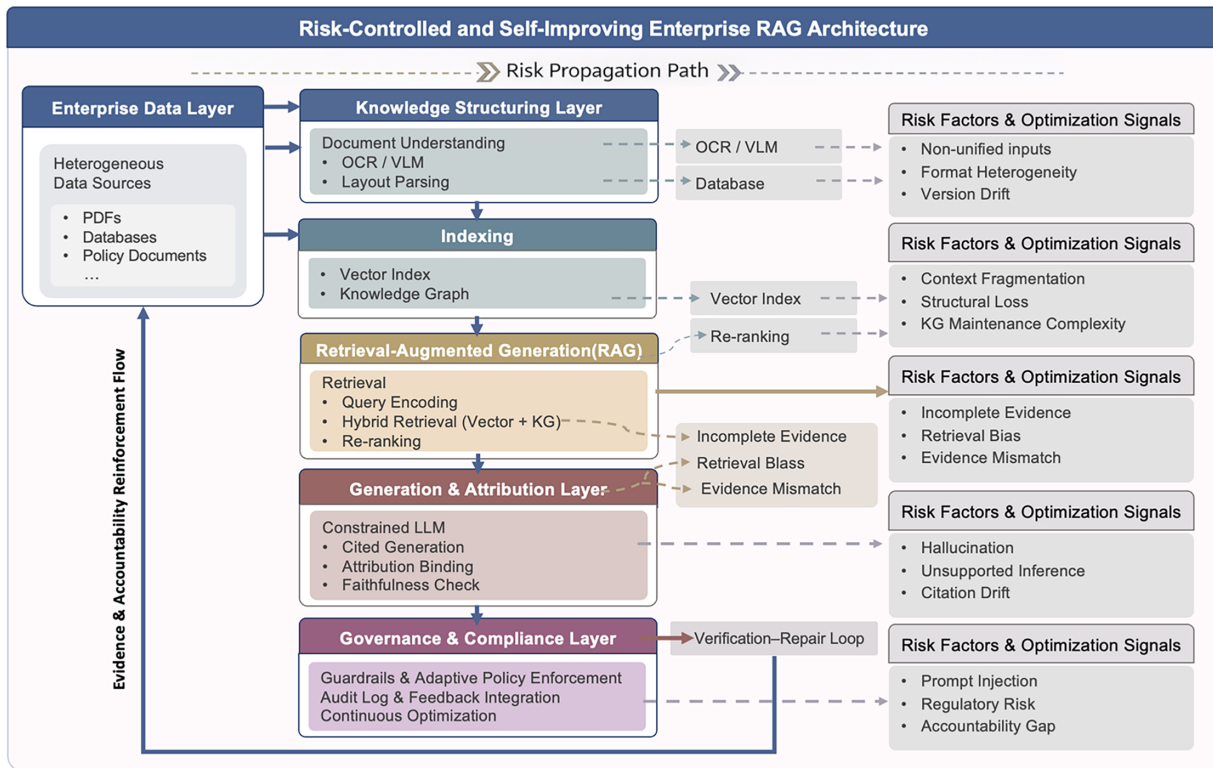 Risk-Controlled and Self-Improving Enterprise RAG Architecture
Risk Propagation Path
Enterprise Data Layer
Heterogeneous
Data Sources
• PDFs
• Databases
• Policy Documents
...
Evidence & Accountability Reinforcement Flow
Knowledge Structuring Layer
Document Understanding
• OCR / VLM
• Layout Parsing
OCR / VLM
Database
Risk Factors & Optimization Signals
• Non-unified inputs
• Format Heterogeneity
• Version Drift
Indexing
• Vector Index
• Knowledge Graph
Vector Index
Re-ranking
Risk Factors & Optimization Signals
• Context Fragmentation
• Structural Loss
• KG Maintenance Complexity
Retrieval-Augmented Generation(RAG)
Retrieval
• Query Encoding
• Hybrid Retrieval (Vector + KG)
• Re-ranking
Incomplete Evidence
Retrieval Blass
Evidence Mismatch
Risk Factors & Optimization Signals
• Incomplete Evidence
• Retrieval Bias
• Evidence Mismatch
Generation & Attribution Layer
Constrained LLM
• Cited Generation
• Attribution Binding
• Faithfulness Check
Risk Factors & Optimization Signals
• Hallucination
• Unsupported Inference
• Citation Drift
Governance & Compliance Layer
Guardrails & Adaptive Policy Enforcement
Audit Log & Feedback Integration
Continuous Optimization
Verification–Repair Loop
Risk Factors & Optimization Signals
• Prompt Injection
• Regulatory Risk
• Accountability Gap